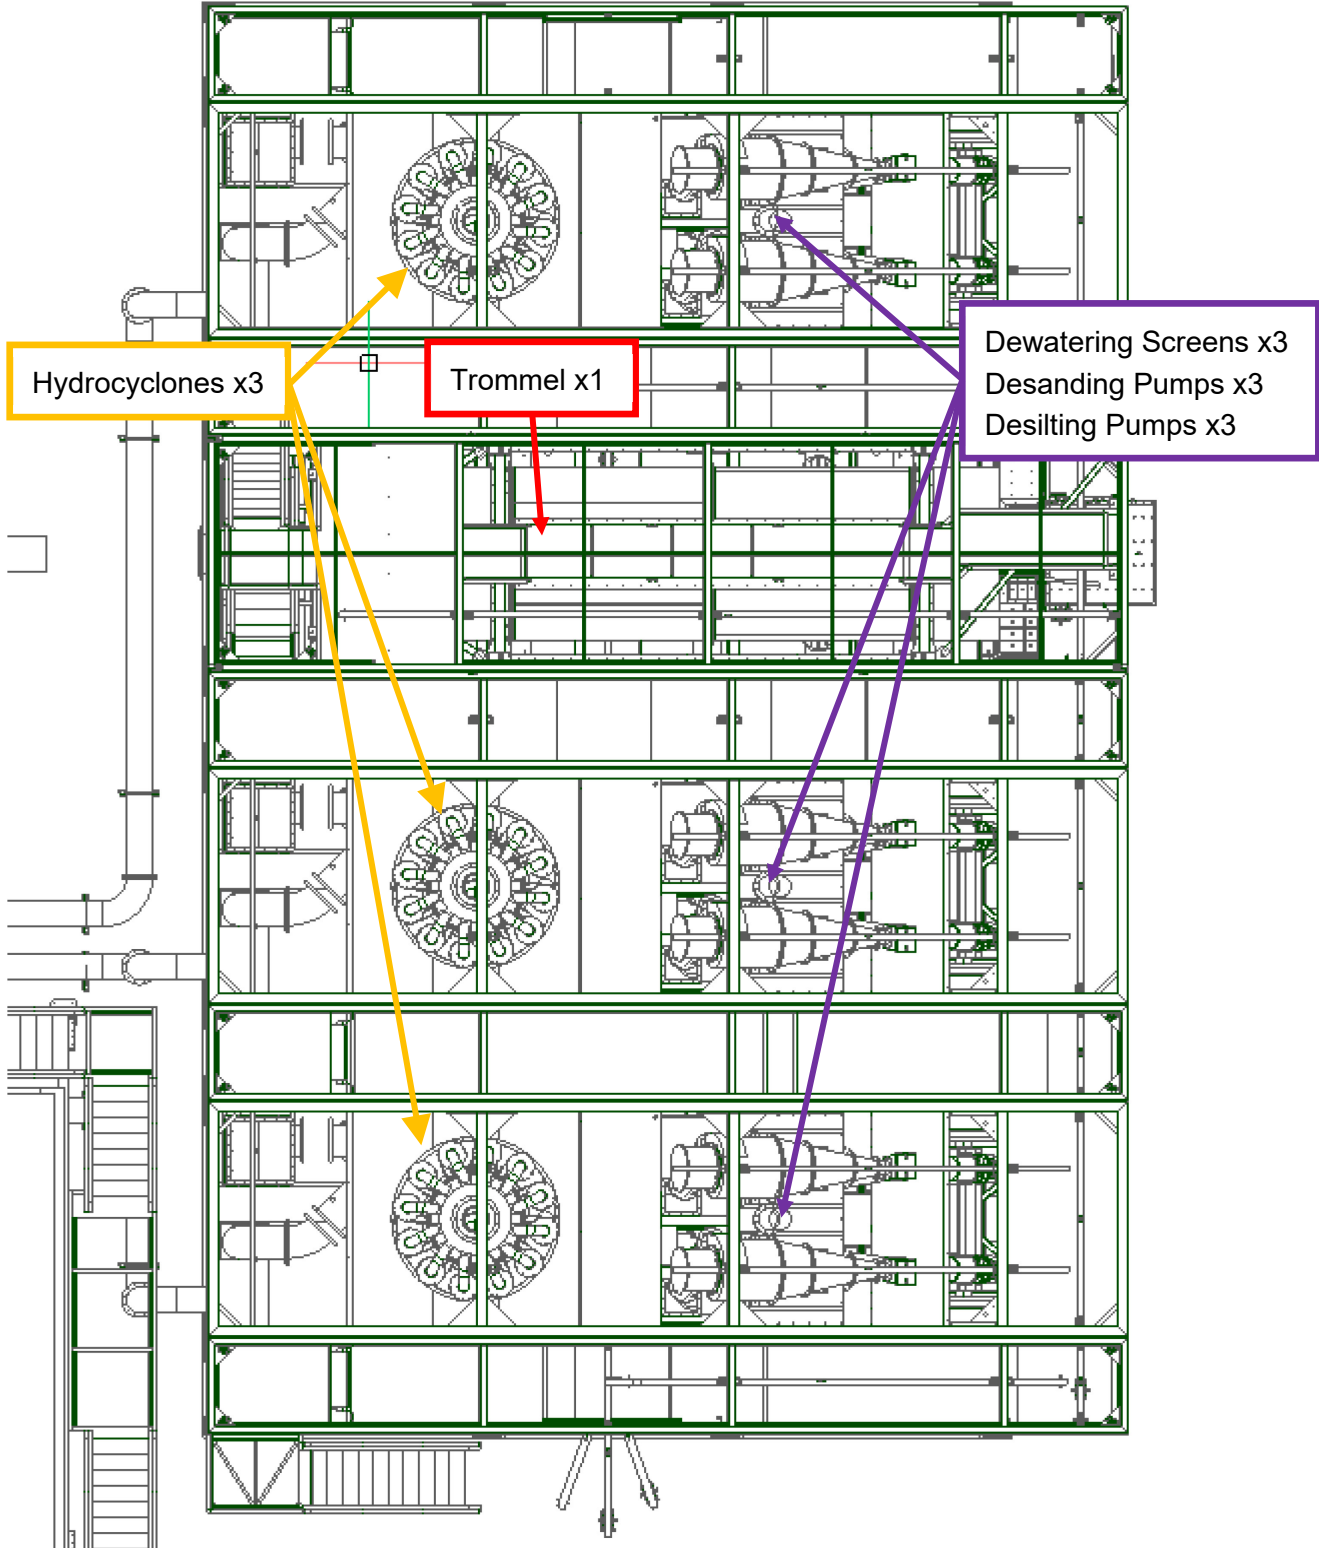 Hydrocyclones x3
Trommel x1
Dewatering Screens x3
Desanding Pumps x3
Desilting Pumps x3